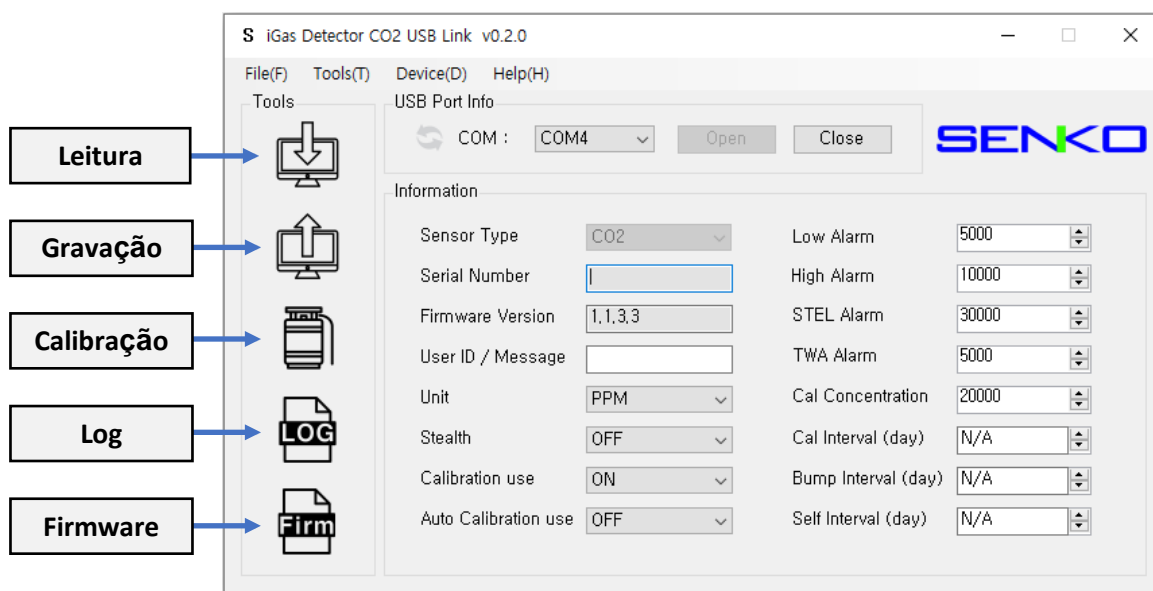 S iGas Detector CO2 USB Link v0.2.0
File(F) Tools(T) Device(D) Help(H)
Tools
Leitura
Gravação
Calibração
Log
LOG
Firmware
Firm
USB Port Info
COM : COM4 Open Close
SENKO
Information
Sensor Type CO2
Serial Number
Firmware Version 1,1,3,3
User ID / Message
Unit PPM
Stealth OFF
Calibration use ON
Auto Calibration use OFF
Low Alarm 5000
High Alarm 10000
STEL Alarm 30000
TWA Alarm 5000
Cal Concentration 20000
Cal Interval (day) N/A
Bump Interval (day) N/A
Self Interval (day) N/A